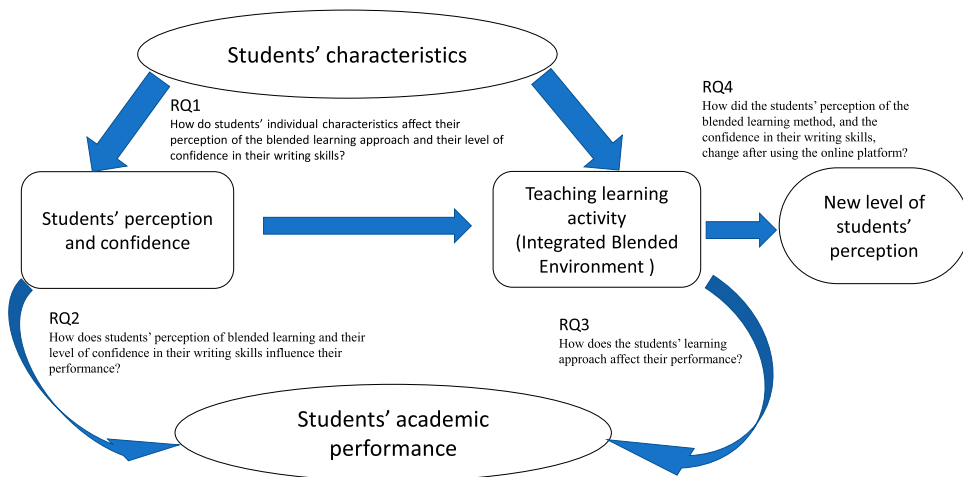 Students’ characteristics
RQ1
How do students’ individual characteristics affect their
perception of the blended learning approach and their level of
confidence in their writing skills?
RQ4
How did the students’ perception of the
blended learning method, and the
confidence in their writing skills,
change after using the online platform?
Students’ perception
and confidence
Teaching learning
activity
(Integrated Blended
Environment )
New level of
students’
perception
RQ2
How does students’ perception of blended learning and their
level of confidence in their writing skills influence their
performance?
RQ3
How does the students’ learning
approach affect their performance?
Students’ academic
performance